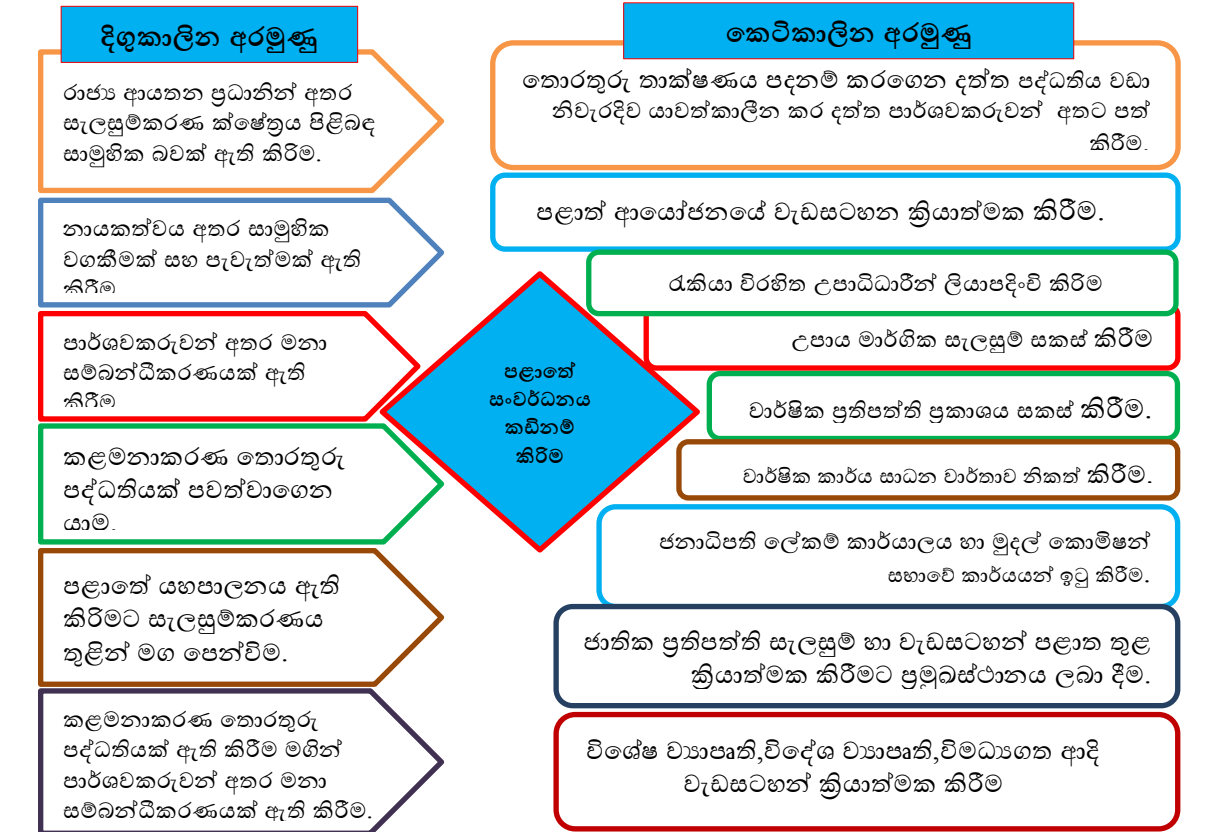 දිගුකාලින අරමුණු
රාජ්‍ය ආයතන ප්‍රධානින් අතර
සැලසුම්කරණ ක්ෂේත්‍රය පිළිබඳ
සාමුහික බවක් ඇති කිරිම.
නායකත්වය අතර සාමුහික
වගකීමක් සහ පැවැත්මක් ඇති
කිරීම
පාර්ශවකරුවන් අතර මනා
සම්බන්ධීකරණයක් ඇති
කිරීම
කළමනාකරණ තොරතුරු
පද්ධතියක් පවත්වාගෙන
යාම.
පළාතේ යහපාලනය ඇති
කිරිමට සැලසුම්කරණය
තුළින් මග පෙන්විම.
කළමනාකරණ තොරතුරු
පද්ධතියක් ඇති කිරීම මගින්
පාර්ශවකරුවන් අතර මනා
සම්බන්ධීකරණයක් ඇති කිරීම.
පළාතේ
සංවර්ධනය
කඩිනම්
කිරිම
කෙටිකාලින අරමුණු
තොරතුරු තාක්ෂණය පදනම් කරගෙන දත්ත පද්ධතිය වඩා
නිවැරදිව යාවත්කාලීන කර දත්ත පාර්ශවකරුවන් අතට පත්
කිරීම.
පළාත් ආයෝජනයේ වැඩසටහන ක්‍රියාත්මක කිරීම.
රැකියා විරහිත උපාධිධාරීන් ලියාපදිංචි කිරිම
උපාය මාර්ගික සැලසුම් සකස් කිරීම
වාර්ෂික ප්‍රතිපත්ති ප්‍රකාශය සකස් කිරීම.
වාර්ෂික කාර්ය සාධන වාර්තාව නිකත් කිරීම.
ජනාධිපති ලේකම් කාර්යාලය හා මුදල් කොමිෂන්
සභාවේ කාර්යයන් ඉටු කිරීම.
ජාතික ප්‍රතිපත්ති සැලසුම් හා වැඩසටහන් පළාත තුළ
ක්‍රියාත්මක කිරීමට ප්‍රමුඛස්ථානය ලබා දීම.
විශේෂ ව්‍යාපෘති,විදේශ ව්‍යාපෘති,විමධ්‍යගත ආදි
වැඩසටහන් ක්‍රියාත්මක කිරීම